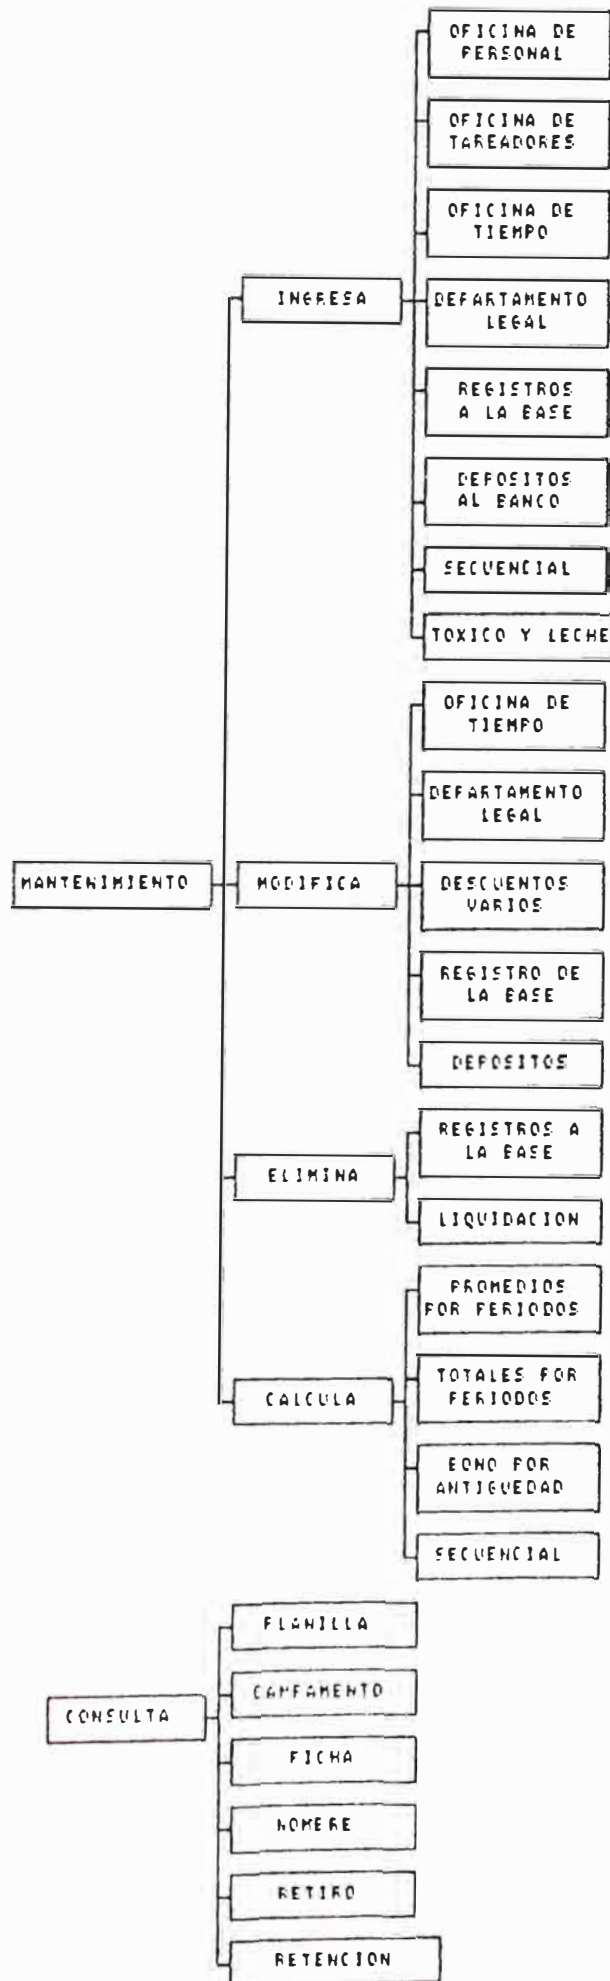 OFICINA DE
PERSONAL
OFICINA DE
TAREADORES
OFICINA DE
TIEMPO
INGRESA
DEPARTAMENTO
LEGAL
REGISTROS
A LA BASE
DEPOSITOS
AL BANCO
SECUENCIAL
TOXICO Y LECHE
OFICINA DE
TIEMPO
DEPARTAMENTO
LEGAL
MANTENIMIENTO
MODIFICA
DESCUENTOS
VARIOS
REGISTRO DE
LA BASE
DEPOSITOS
REGISTROS A
LA BASE
ELIMINA
LIQUIDACION
PROMEDIOS
POR PERIODOS
TOTALES POR
PERIODOS
CALCULA
BONO POR
ANTIGUEDAD
SECUENCIAL
PLANILLA
CAMPAMENTO
CONSULTA
FICHA
NOMBRE
RETIRO
RETENCION